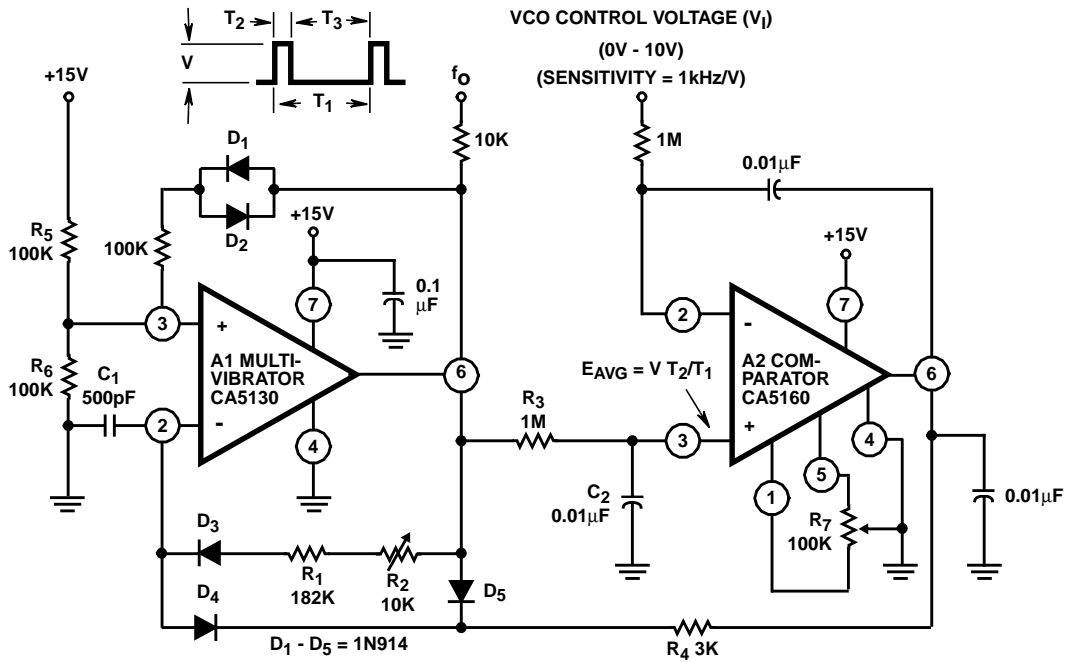 T2
T3
V
T1
VCO CONTROL VOLTAGE (VI)
(0V - 10V)
(SENSITIVITY = 1kHz/V)
+15V
fO
10K
1M
0.01μF
D1
D2
R5
100K
100K
+15V
0.1
μF
+15V
7
7
3
+
2
-
R6
100K
C1
500pF
A1 MULTI-
VIBRATOR
CA5130
6
A2 COM-
PARATOR
CA5160
6
EAVG = V T2/T1
2
-
4
R3
1M
3
+
4
5
1
C2
0.01μF
R7
100K
0.01μF
D3
R1
182K
R2
10K
D5
D4
D1 - D5 = 1N914
R4 3K